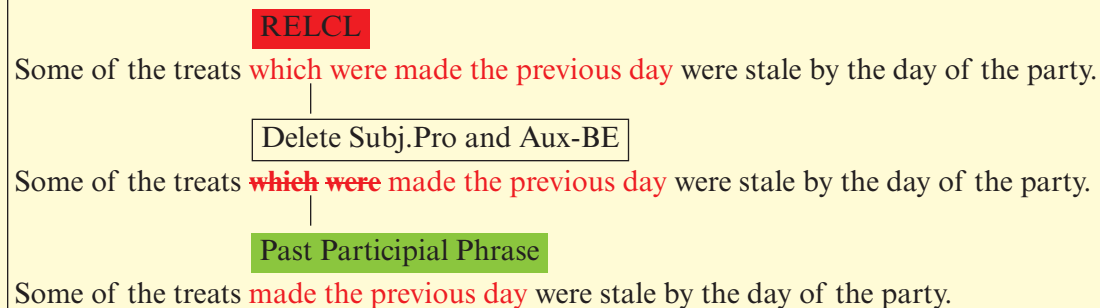 RELCL
Some of the treats which were made the previous day were stale by the day of the party.
Delete Subj.Pro and Aux-BE
Some of the treats which were made the previous day were stale by the day of the party.
Past Participial Phrase
Some of the treats made the previous day were stale by the day of the party.